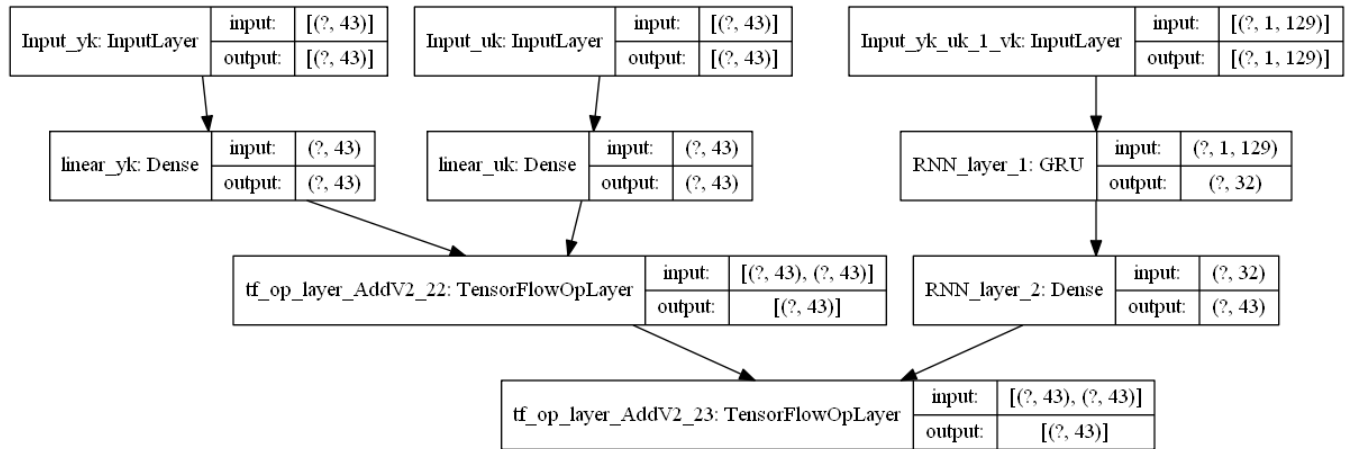 Input_yk: InputLayer
input: [(?, 43)]
output: [(?, 43)]
Input_uk: InputLayer
input: [(?, 43)]
output: [(?, 43)]
Input_yk_uk_1_vk: InputLayer
input: [(?, 1, 129)]
output: [(?, 1, 129)]
linear_yk: Dense
input: (?, 43)
output: (?, 43)
linear_uk: Dense
input: (?, 43)
output: (?, 43)
RNN_layer_1: GRU
input: (?, 1, 129)
output: (?, 32)
tf_op_layer_AddV2_22: TensorFlowOpLayer
input: [(?, 43), (?, 43)]
output: [(?, 43)]
RNN_layer_2: Dense
input: (?, 32)
output: (?, 43)
tf_op_layer_AddV2_23: TensorFlowOpLayer
input: [(?, 43), (?, 43)]
output: [(?, 43)]